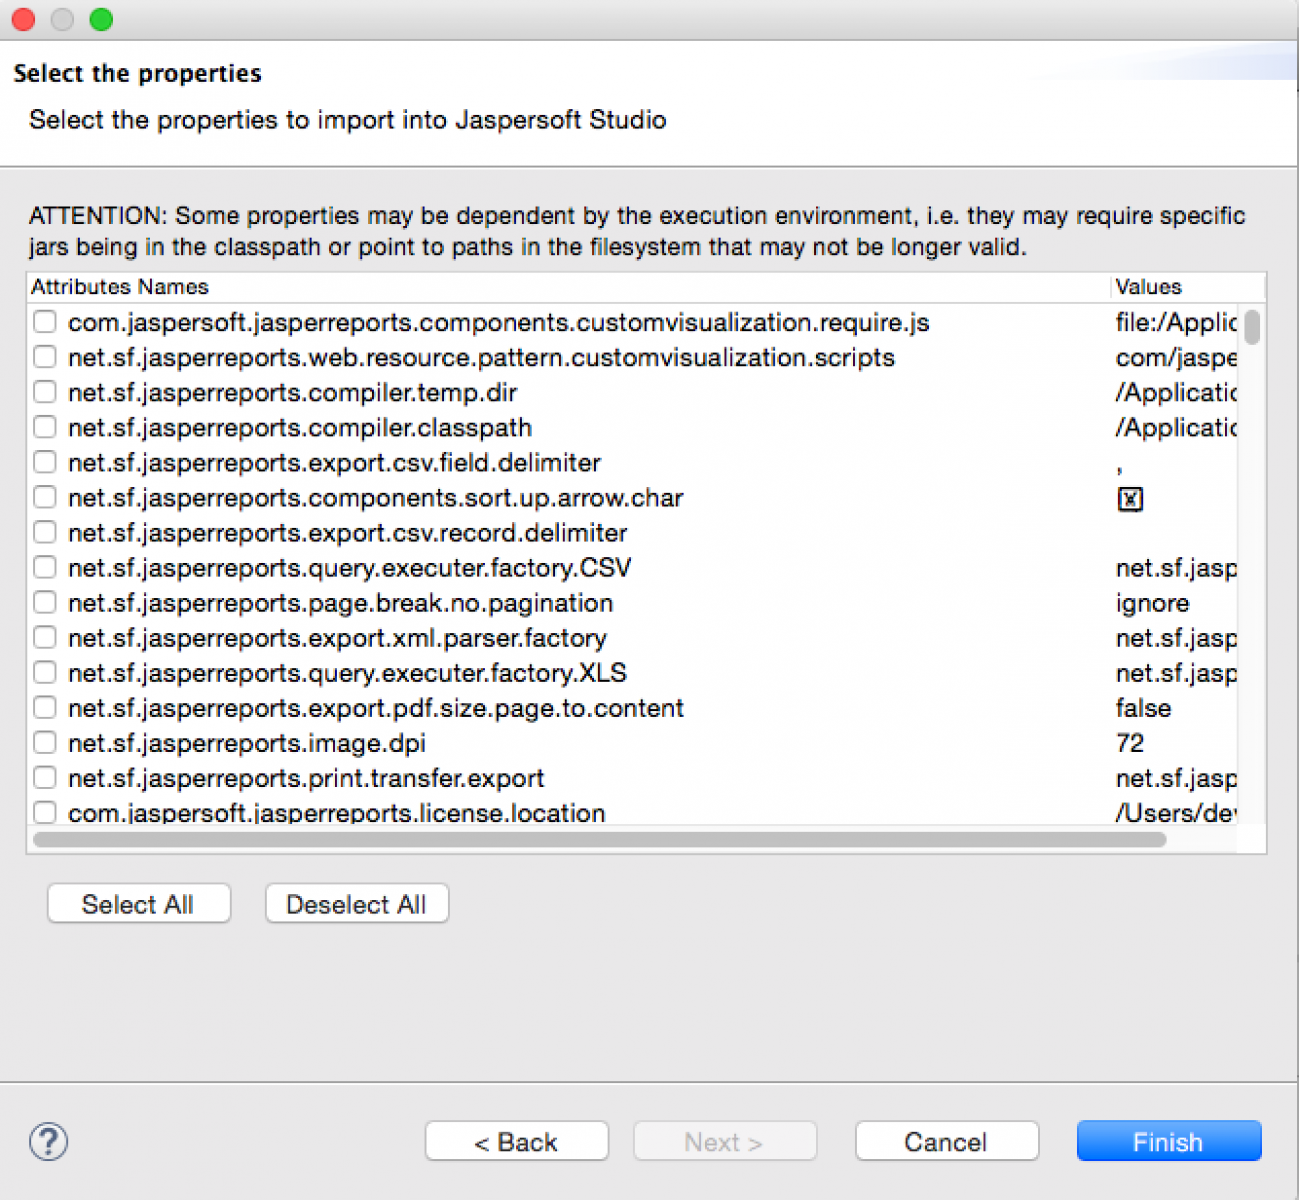 Select the properties
Select the properties to import into Jaspersoft Studio
ATTENTION: Some properties may be dependent by the execution environment, i.e. they may require specific
jars being in the classpath or point to paths in the filesystem that may not be longer valid.
Attributes Names Values
com.jaspersoft.jasperreports.components.customvisualization.require.js file:/Applic
net.sf.jasperreports.web.resource.pattern.customvisualization.scripts com/jaspe
net.sf.jasperreports.compiler.temp.dir /Applicatic
net.sf.jasperreports.compiler.classpath /Applicatic
net.sf.jasperreports.export.csv.field.delimiter ,
net.sf.jasperreports.components.sort.up.arrow.char
net.sf.jasperreports.export.csv.record.delimiter
net.sf.jasperreports.query.executer.factory.CSV net.sf.jasp
net.sf.jasperreports.page.break.no.pagination ignore
net.sf.jasperreports.export.xml.parser.factory net.sf.jasp
net.sf.jasperreports.query.executer.factory.XLS net.sf.jasp
net.sf.jasperreports.export.pdf.size.page.to.content false
net.sf.jasperreports.image.dpi 72
net.sf.jasperreports.print.transfer.export net.sf.jasp
com.jaspersoft.jasperreports.license.location /Users/de
Select All Deselect All
? < Back Next > Cancel Finish